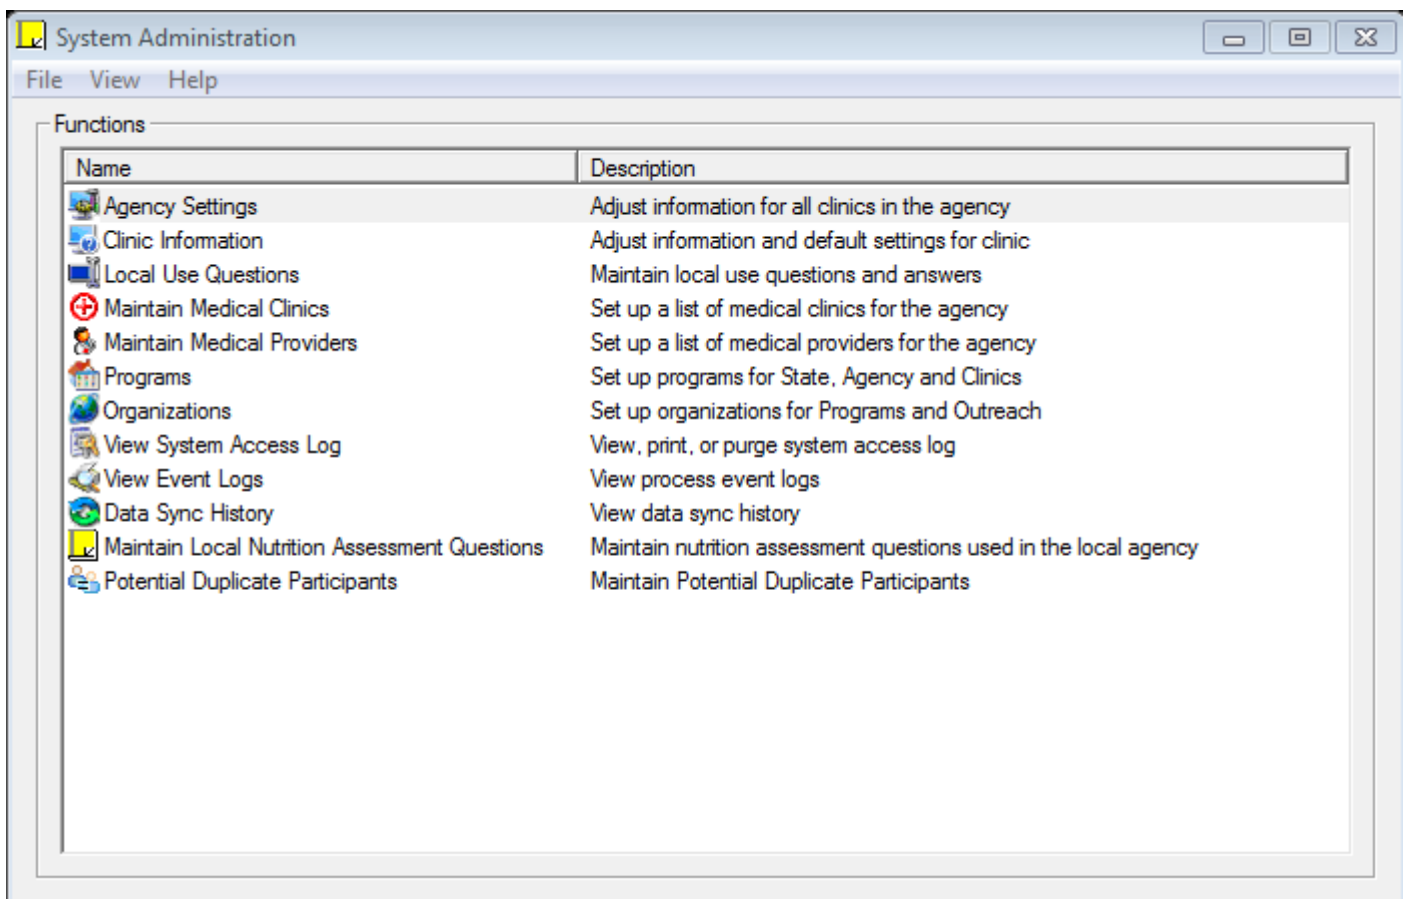 System Administration
File View Help
Functions
Name Description
Agency Settings Adjust information for all clinics in the agency
Clinic Information Adjust information and default settings for clinic
Local Use Questions Maintain local use questions and answers
Maintain Medical Clinics Set up a list of medical clinics for the agency
Maintain Medical Providers Set up a list of medical providers for the agency
Programs Set up programs for State, Agency and Clinics
Organizations Set up organizations for Programs and Outreach
View System Access Log View, print, or purge system access log
View Event Logs View process event logs
Data Sync History View data sync history
Maintain Local Nutrition Assessment Questions Maintain nutrition assessment questions used in the local agency
Potential Duplicate Participants Maintain Potential Duplicate Participants